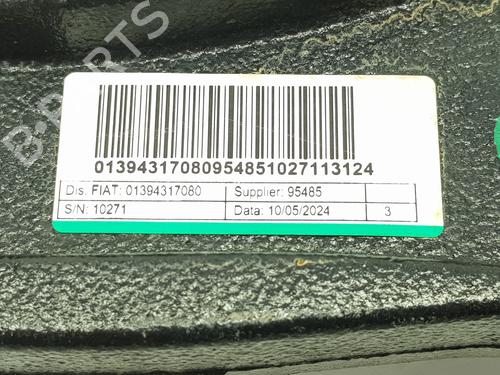 B-PARTS
01394317080954851027113124
Dis. FIAT: 01394317080 Supplier: 95485
S/N: 10271 Data: 10/05/2024 3